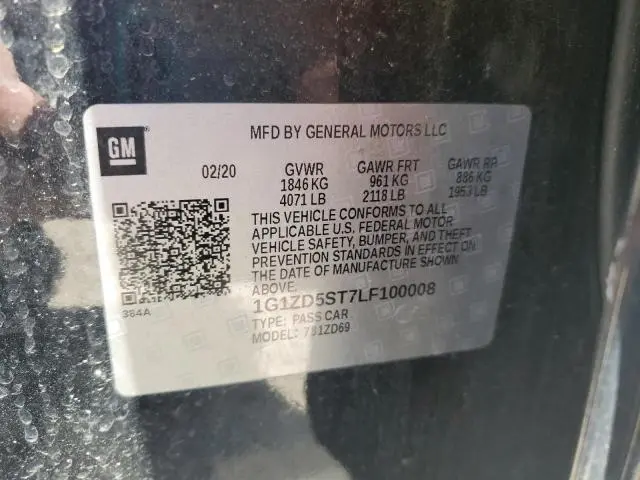 GM
MFD BY GENERAL MOTORS LLC
02/20 GVWR GAWR FRT GAWR RR
1846 KG 961 KG 886 KG
4071 LB 2118 LB 1953 LB
THIS VEHICLE CONFORMS TO ALL
APPLICABLE U.S. FEDERAL MOTOR
VEHICLE SAFETY, BUMPER, AND THEFT
PREVENTION STANDARDS IN EFFECT ON
THE DATE OF MANUFACTURE SHOWN
ABOVE.
384A
1G1ZD5ST7LF100008
TYPE: PASS CAR
MODEL: 7B1ZD69